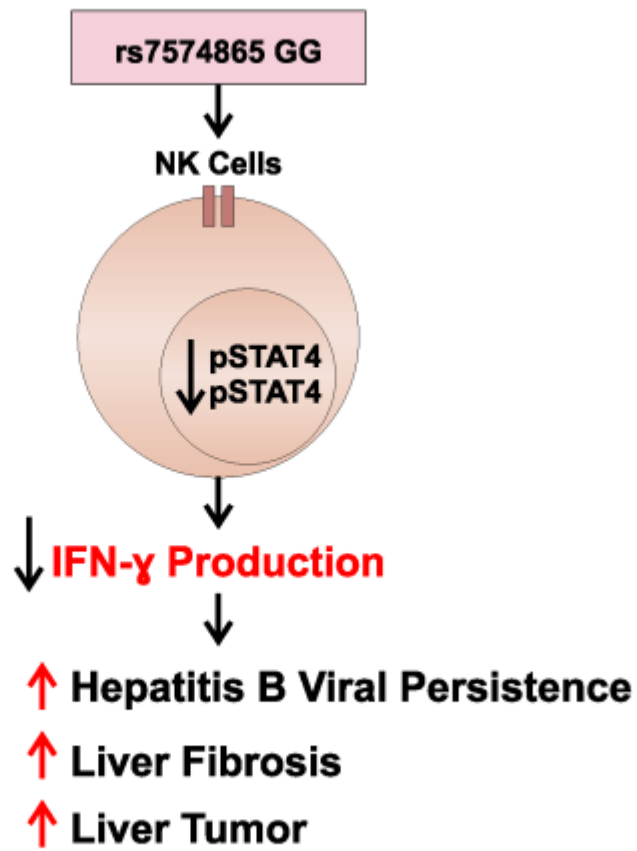 rs7574865 GG
NK Cells
pSTAT4
pSTAT4
IFN-ɣ Production
Hepatitis B Viral Persistence
Liver Fibrosis
Liver Tumor